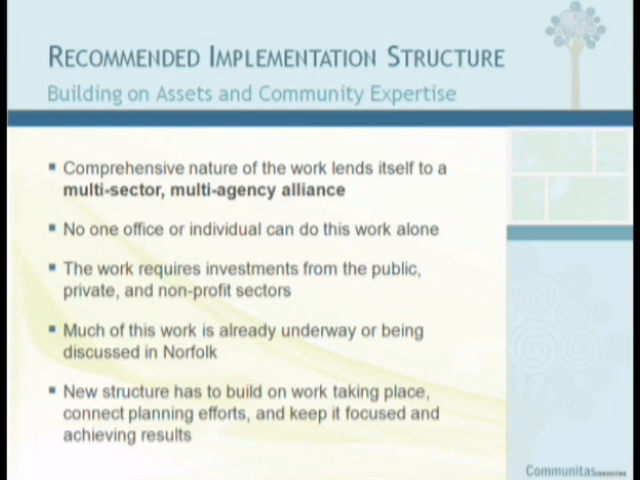 RECOMMENDED IMPLEMENTATION STRUCTURE
Building on Assets and Community Expertise
▪ Comprehensive nature of the work lends itself to a
multi-sector, multi-agency alliance
▪ No one office or individual can do this work alone
▪ The work requires investments from the public,
private, and non-profit sectors
▪ Much of this work is already underway or being
discussed in Norfolk
▪ New structure has to build on work taking place,
connect planning efforts, and keep it focused and
achieving results
Communitas